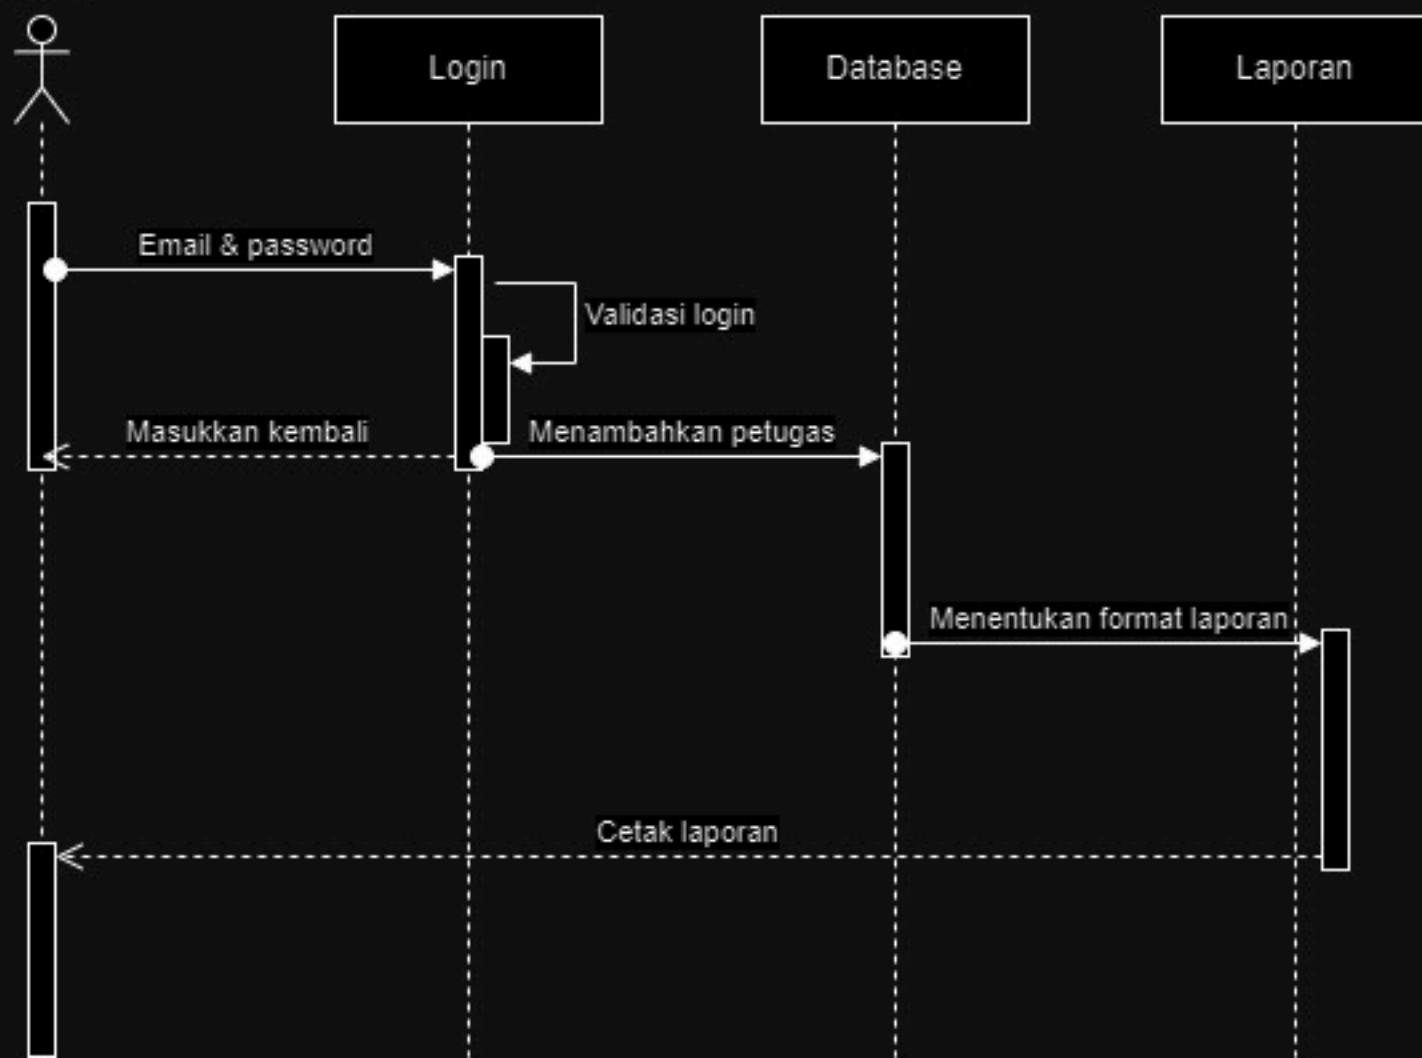 Login
Database
Laporan
Email & password
Validasi login
Masukkan kembali
Menambahkan petugas
Menentukan format laporan
Cetak laporan